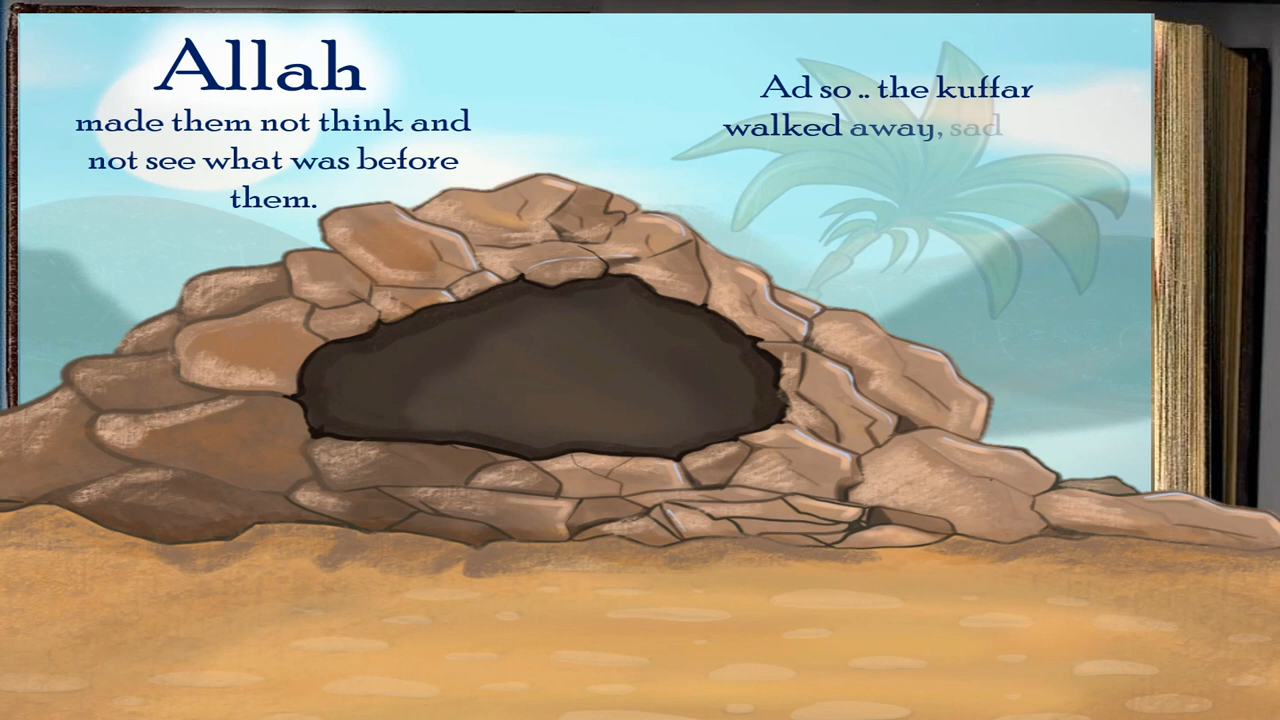 Allah
made them not think and
not see what was before
them.
Ad so .. the kuffar
walked away, sad